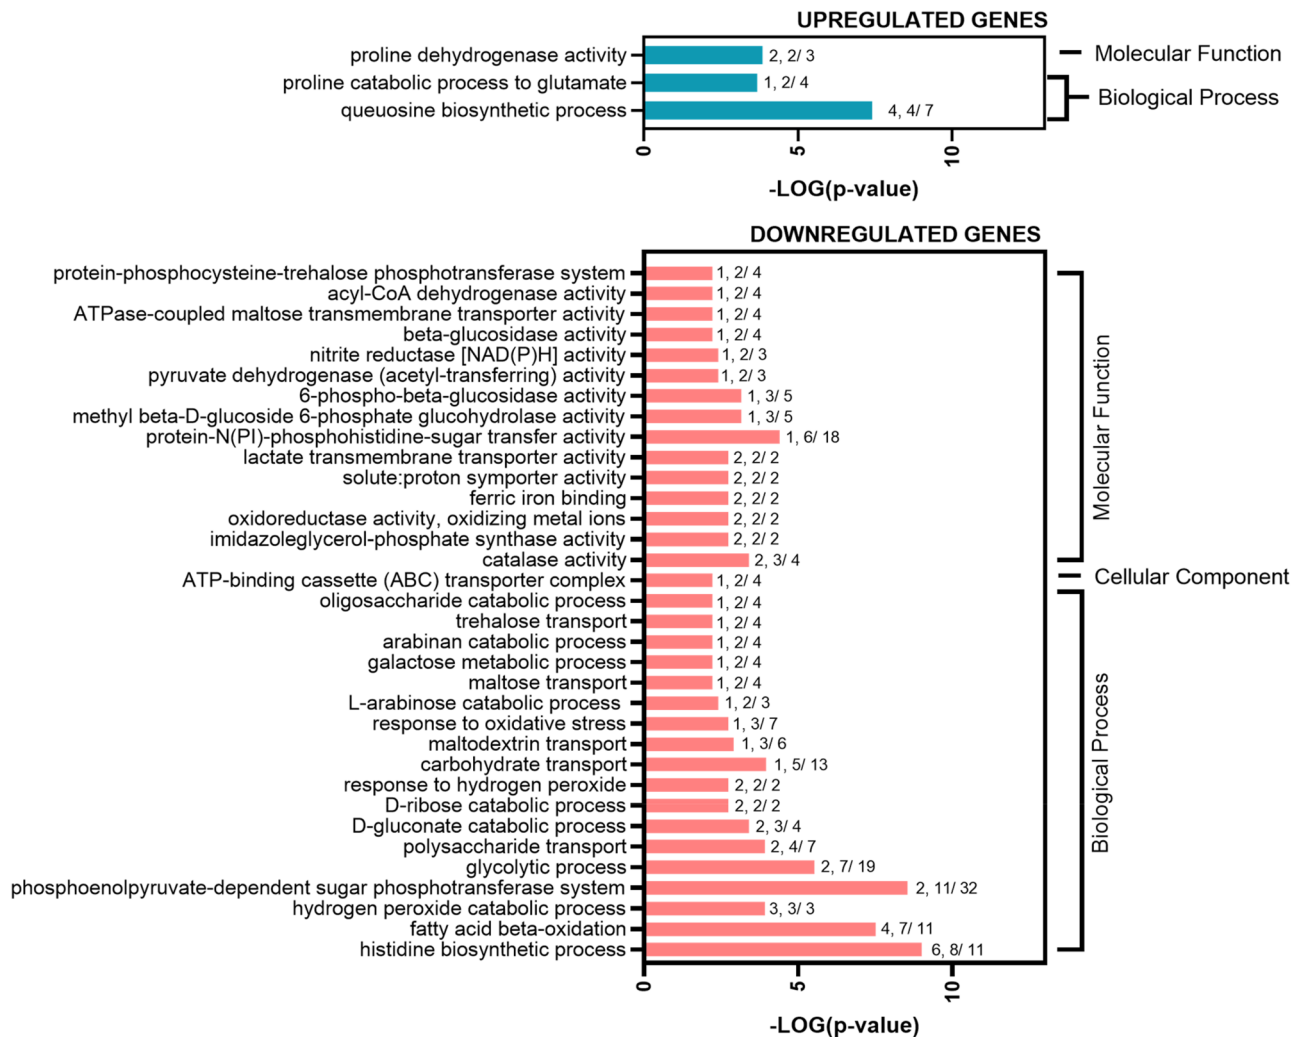 UPREGULATED GENES
proline dehydrogenase activity 2, 2/ 3 Molecular Function
proline catabolic process to glutamate 1, 2/ 4
Biological Process
queuosine biosynthetic process 4, 4/ 7
0 5 10
-LOG(p-value)
DOWNREGULATED GENES
protein-phosphocysteine-trehalose phosphotransferase system 1, 2/ 4
acyl-CoA dehydrogenase activity 1, 2/ 4
ATPase-coupled maltose transmembrane transporter activity 1, 2/ 4
beta-glucosidase activity 1, 2/ 4
nitrite reductase [NAD(P)H] activity 1, 2/ 3
pyruvate dehydrogenase (acetyl-transferring) activity 1, 2/ 3
6-phospho-beta-glucosidase activity 1, 3/ 5
methyl beta-D-glucoside 6-phosphate glucohydrolase activity 1, 3/ 5
protein-N(PI)-phosphohistidine-sugar transfer activity 1, 6/ 18
lactate transmembrane transporter activity 2, 2/ 2
solute:proton symporter activity 2, 2/ 2
ferric iron binding 2, 2/ 2
oxidoreductase activity, oxidizing metal ions 2, 2/ 2
imidazoleglycerol-phosphate synthase activity 2, 2/ 2
catalase activity 2, 3/ 4
Molecular Function
ATP-binding cassette (ABC) transporter complex 1, 2/ 4 Cellular Component
oligosaccharide catabolic process 1, 2/ 4
trehalose transport 1, 2/ 4
arabinan catabolic process 1, 2/ 4
galactose metabolic process 1, 2/ 4
maltose transport 1, 2/ 4
L-arabinose catabolic process 1, 2/ 3
response to oxidative stress 1, 3/ 7
maltodextrin transport 1, 3/ 6
carbohydrate transport 1, 5/ 13
response to hydrogen peroxide 2, 2/ 2
D-ribose catabolic process 2, 2/ 2
D-gluconate catabolic process 2, 3/ 4
polysaccharide transport 2, 4/ 7
glycolytic process 2, 7/ 19
phosphoenolpyruvate-dependent sugar phosphotransferase system 2, 11/ 32
hydrogen peroxide catabolic process 3, 3/ 3
fatty acid beta-oxidation 4, 7/ 11
histidine biosynthetic process 6, 8/ 11
Biological Process
0 5 10
-LOG(p-value)